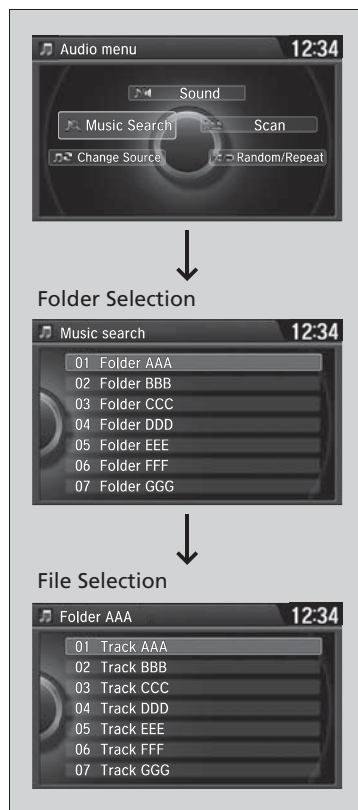 Audio menu 12:34
Sound
Music Search Scan
Change Source Random/Repeat
Folder Selection
Music search 12:34
01 Folder AAA
02 Folder BBB
03 Folder CCC
04 Folder DDD
05 Folder EEE
06 Folder FFF
07 Folder GGG
File Selection
Folder AAA 12:34
01 Track AAA
02 Track BBB
03 Track CCC
04 Track DDD
05 Track EEE
06 Track FFF
07 Track GGG